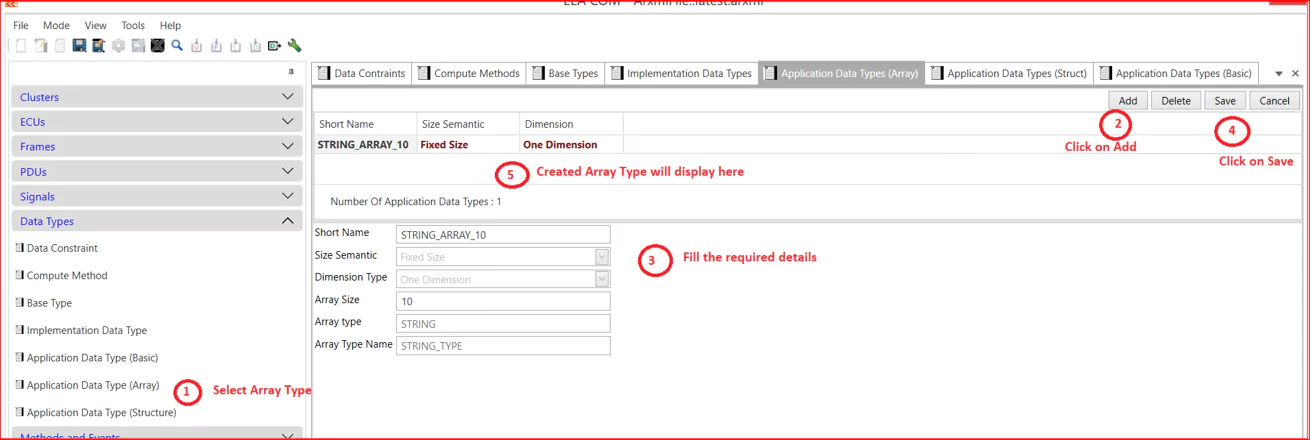 File Mode View Tools Help
Data Constraints Compute Methods Base Types Implementation Data Types Application Data Types (Array) Application Data Types (Struct) Application Data Types (Basic)
Clusters
ECUs
Frames
PDUs
Signals
Data Types
Data Constraint
Compute Method
Base Type
Implementation Data Type
Application Data Type (Basic)
Application Data Type (Array)
Application Data Type (Structure)
Methods and Events
1 Select Array Type
Add Delete Save Cancel
2
Click on Add
4
Click on Save
Short Name Size Semantic Dimension
STRING_ARRAY_10 Fixed Size One Dimension
5 Created Array Type will display here
Number Of Application Data Types : 1
Short Name STRING_ARRAY_10
Size Semantic Fixed Size
Dimension Type One Dimension
Array Size 10
Array type STRING
Array Type Name STRING_TYPE
3 Fill the required details